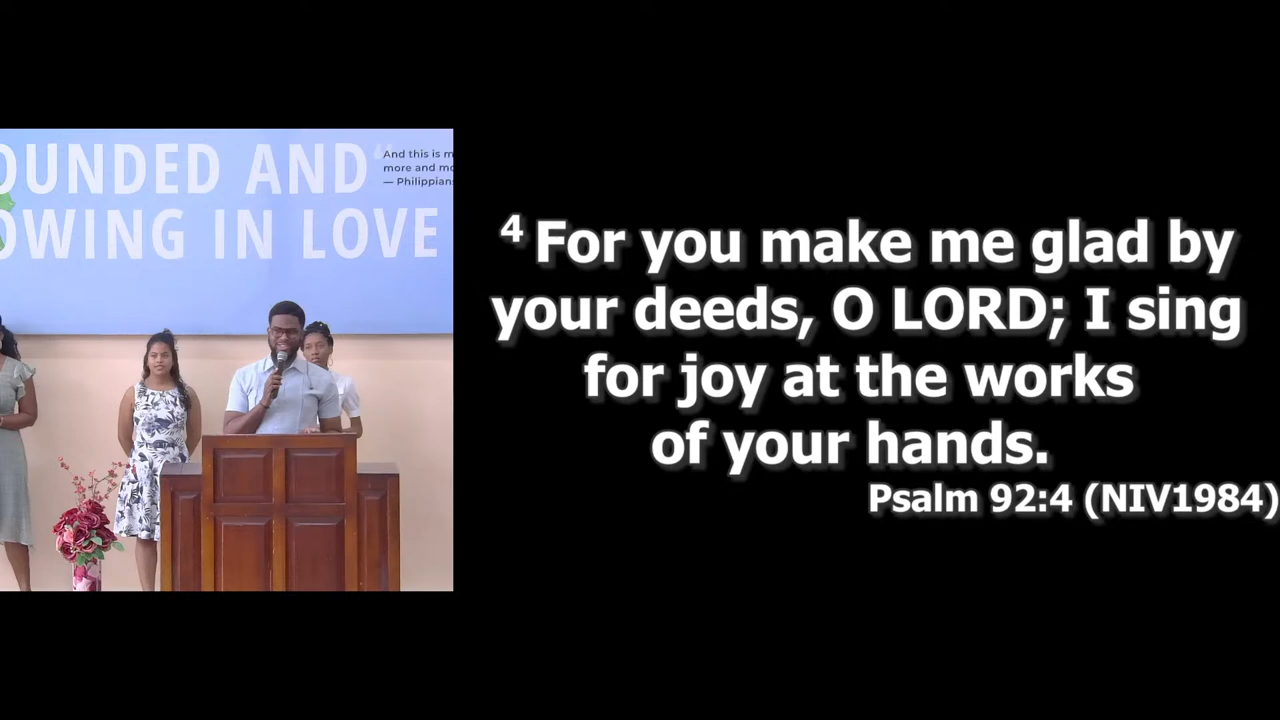 OUNDED AND
OWING IN LOVE
And this is
more and
— Philippians
⁴ For you make me glad by
your deeds, O LORD; I sing
for joy at the works
of your hands.
Psalm 92:4 (NIV1984)